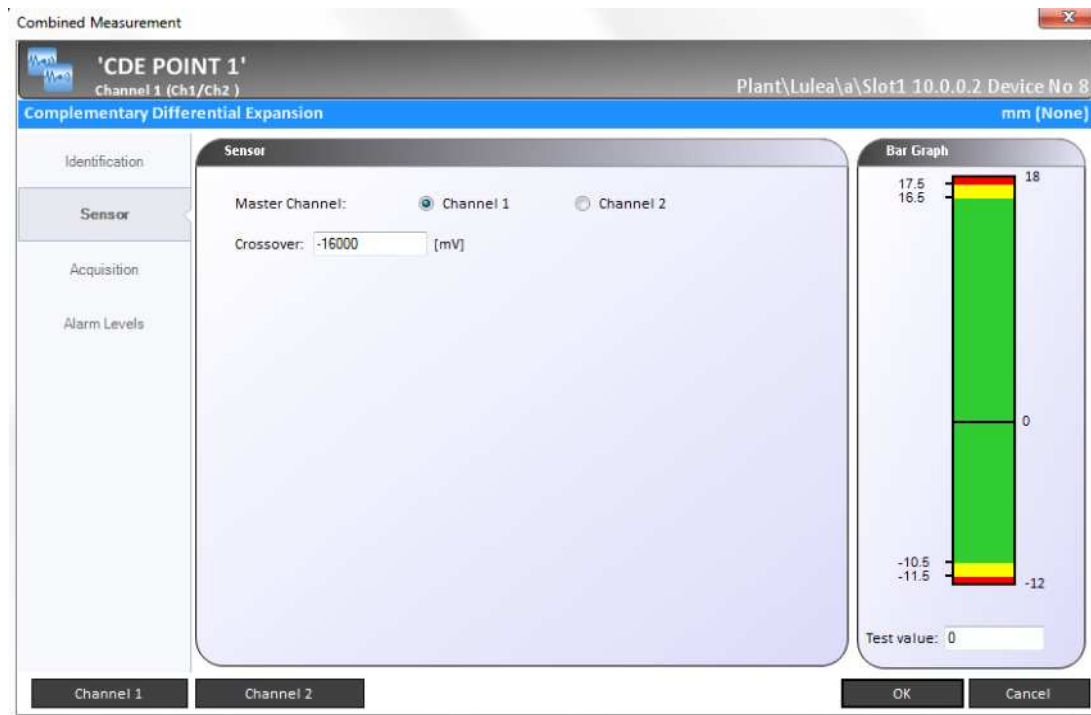 Combined Measurement
'CDE POINT 1'
Channel 1 (Ch1/Ch2 )
Plant\Lulea\a\Slot1 10.0.0.2 Device No 8
Complementary Differential Expansion
mm (None)
Identification
Sensor
Acquisition
Alarm Levels
Sensor
Master Channel:
Channel 1
Channel 2
Crossover:
-16000
[mV]
Bar Graph
18
17.5
16.5
0
-10.5
-11.5
-12
Test value:
0
Channel 1
Channel 2
OK
Cancel